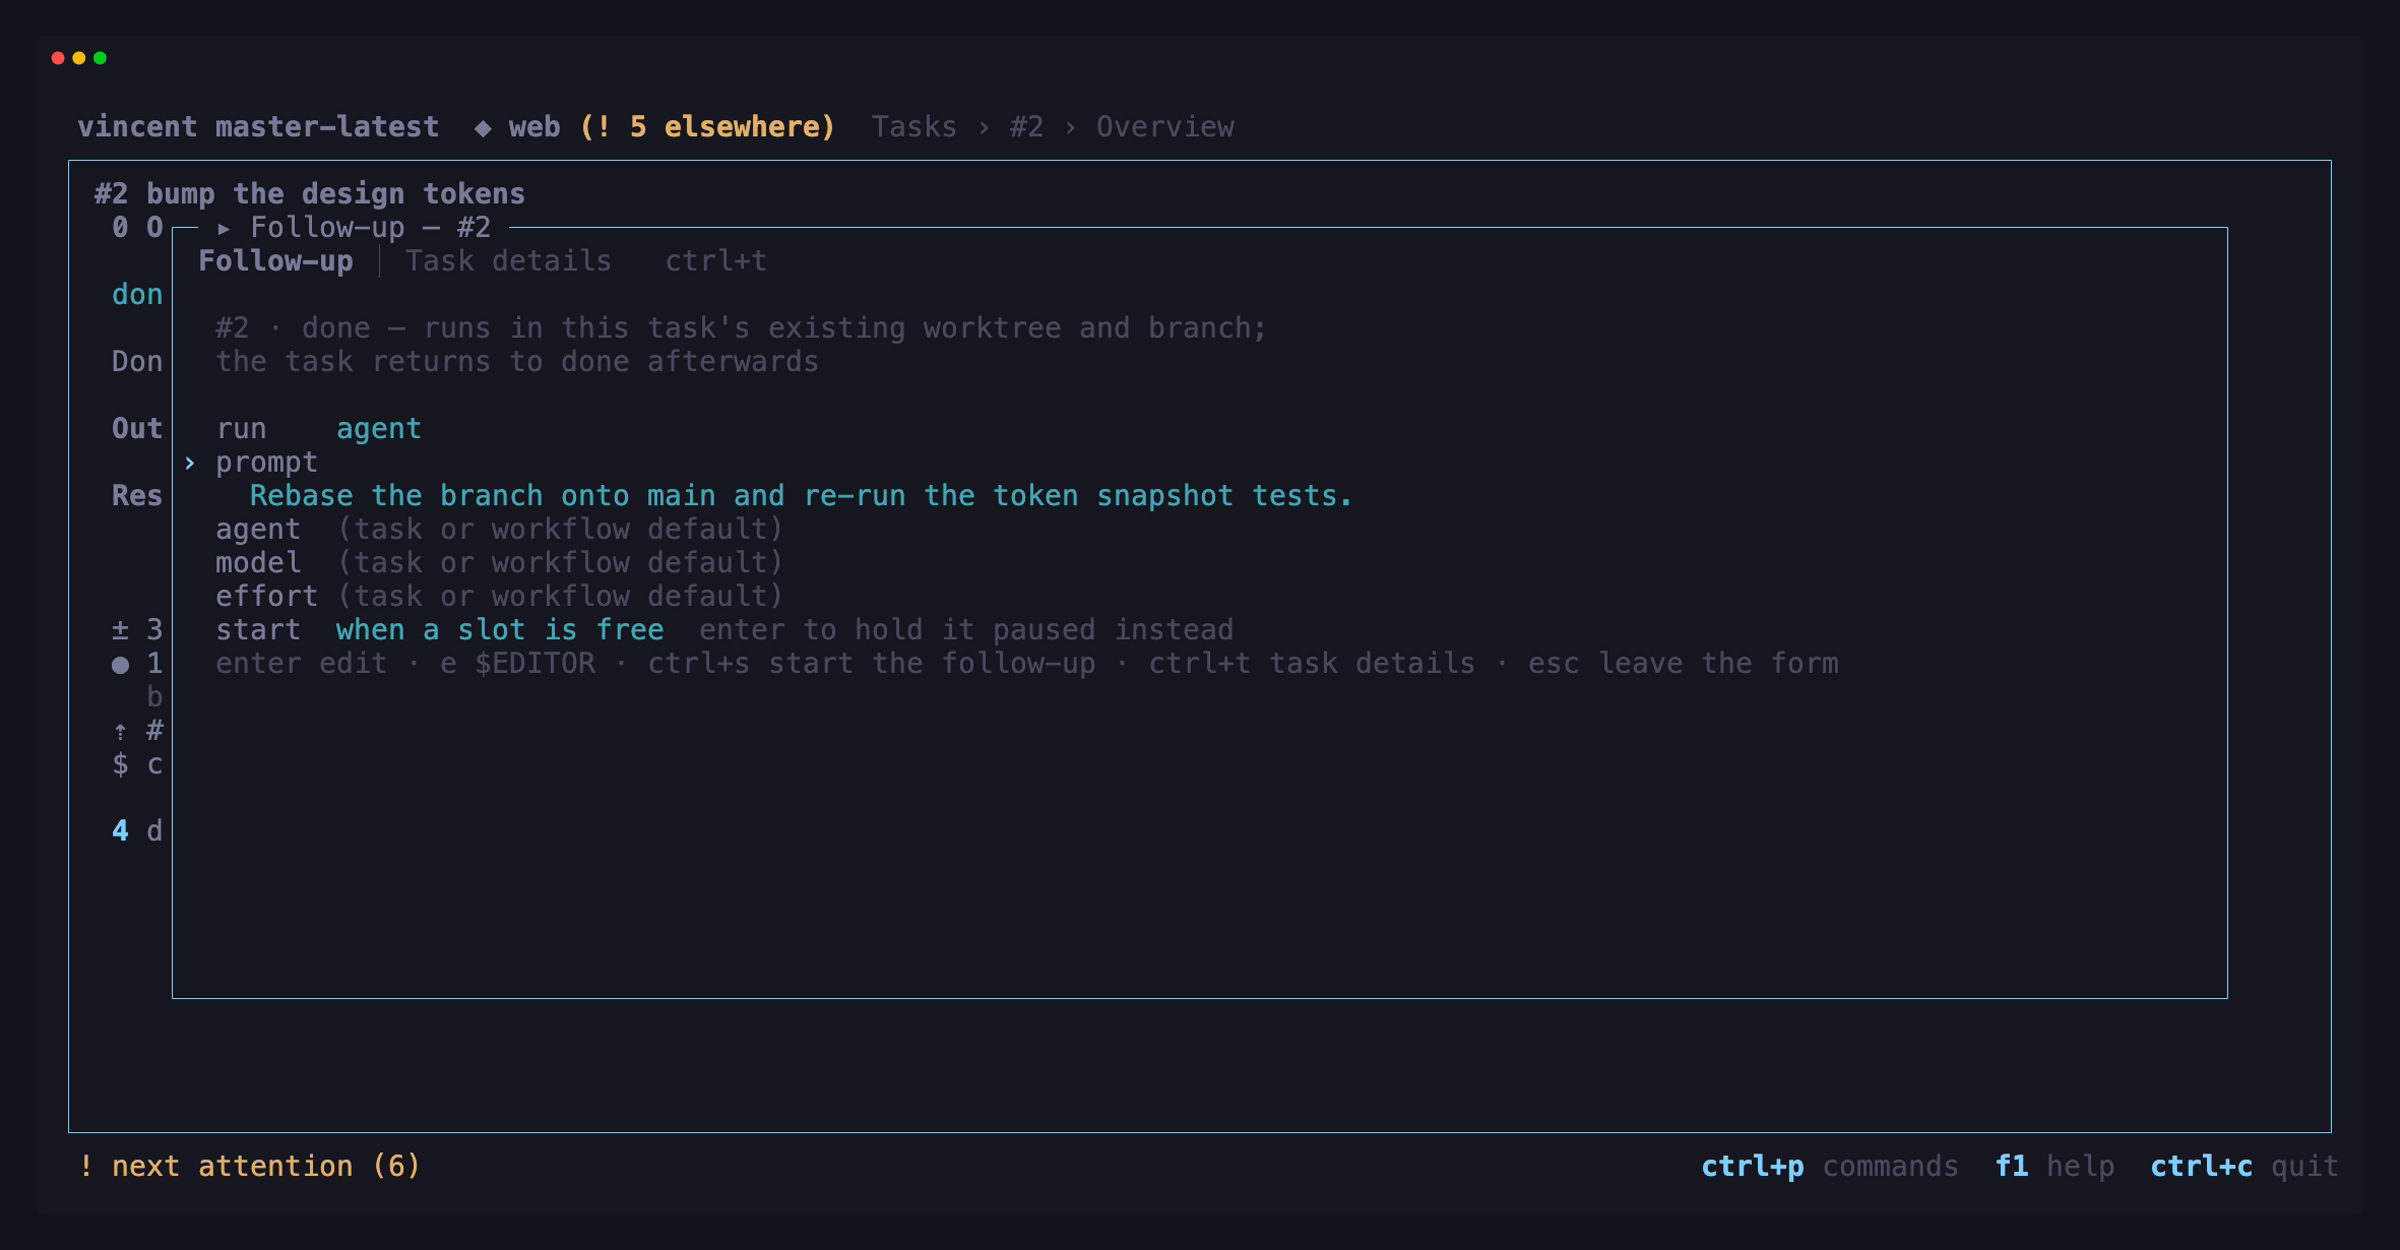 vincent master-latest ◆ web (! 5 elsewhere) Tasks › #2 › Overview
#2 bump the design tokens
0 O ▸ Follow-up — #2
Follow-up │ Task details ctrl+t
don
#2 · done — runs in this task's existing worktree and branch;
Don the task returns to done afterwards
Out run agent
› prompt
Res Rebase the branch onto main and re-run the token snapshot tests.
agent (task or workflow default)
model (task or workflow default)
effort (task or workflow default)
± 3 start when a slot is free enter to hold it paused instead
● 1 enter edit · e $EDITOR · ctrl+s start the follow-up · ctrl+t task details · esc leave the form
b
⇡ #
$ c
4 d
! next attention (6) ctrl+p commands f1 help ctrl+c quit